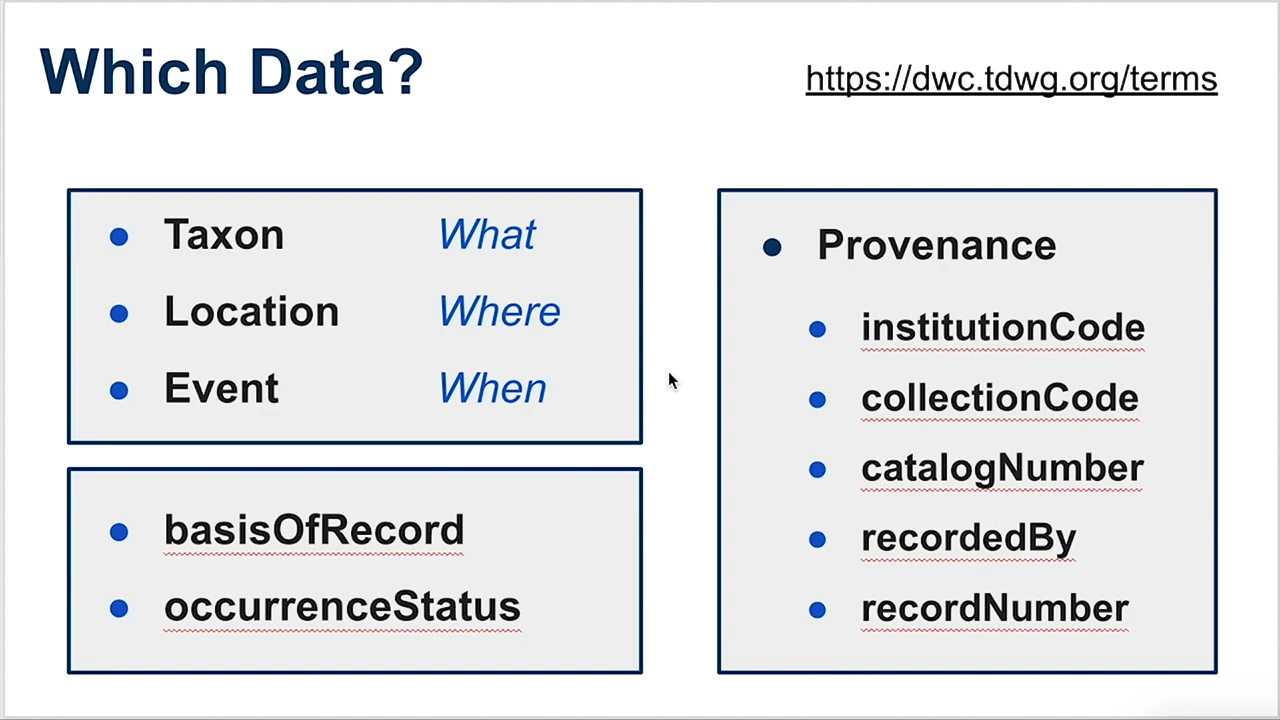 Which Data?
https://dwc.tdwg.org/terms
Taxon What
Location Where
Event When
basisOfRecord
occurrenceStatus
Provenance
institutionCode
collectionCode
catalogNumber
recordedBy
recordNumber